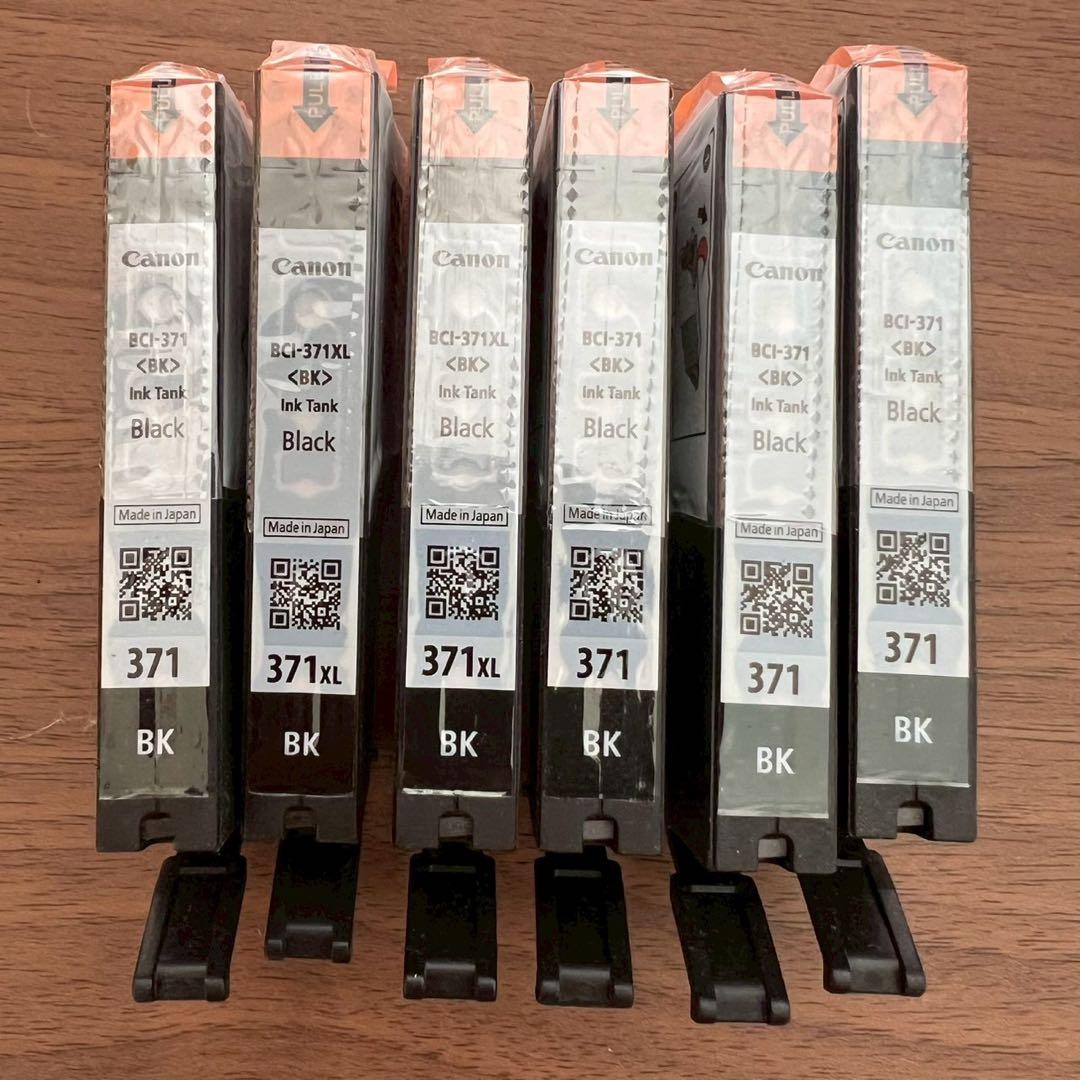 PULL
Canon
BCI-371
<BK>
Ink Tank
Black
Made in Japan
371
BK
PULL
Canon
BCI-371XL
<BK>
Ink Tank
Black
Made in Japan
371XL
BK
PULL
Canon
BCI-371XL
<BK>
Ink Tank
Black
Made in Japan
371XL
BK
PULL
Canon
BCI-371
<BK>
Ink Tank
Black
Made in Japan
371
BK
PULL
Canon
BCI-371
<BK>
Ink Tank
Black
Made in Japan
371
BK
PULL
Canon
BCI-371
<BK>
Ink Tank
Black
Made in Japan
371
BK